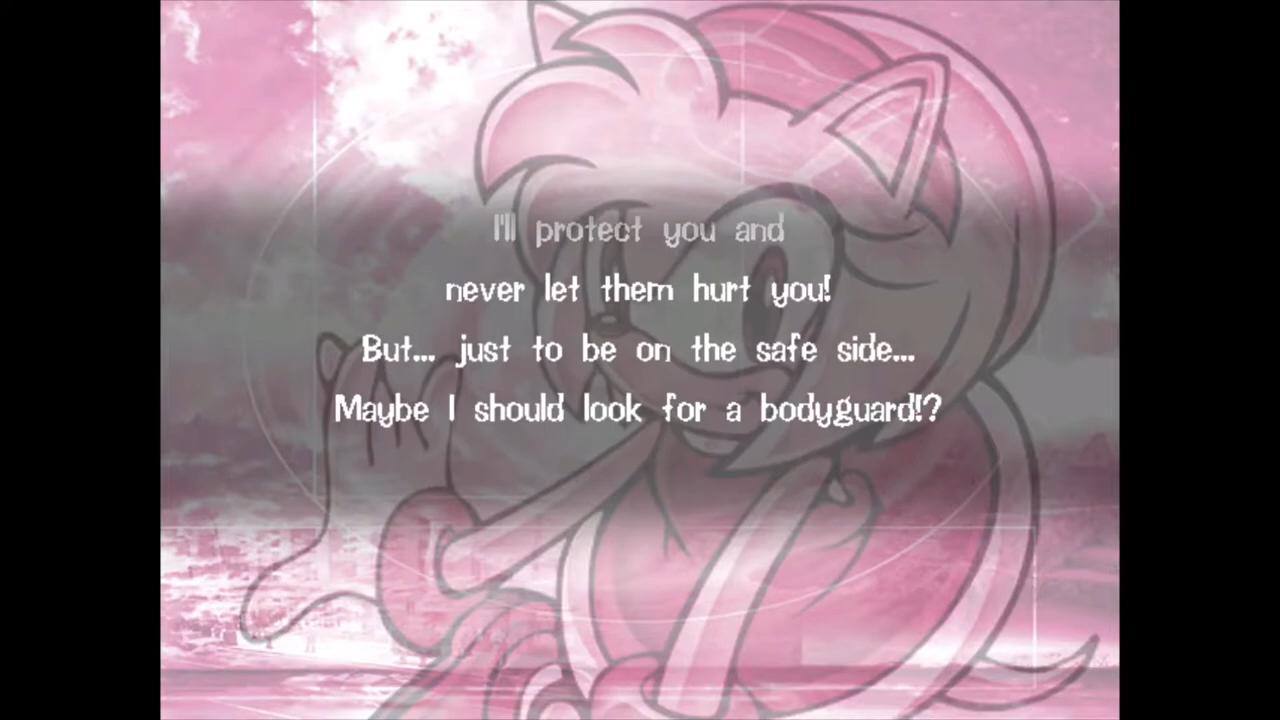 I'll protect you and
never let them hurt you!
But... just to be on the safe side...
Maybe I should look for a bodyguard!?